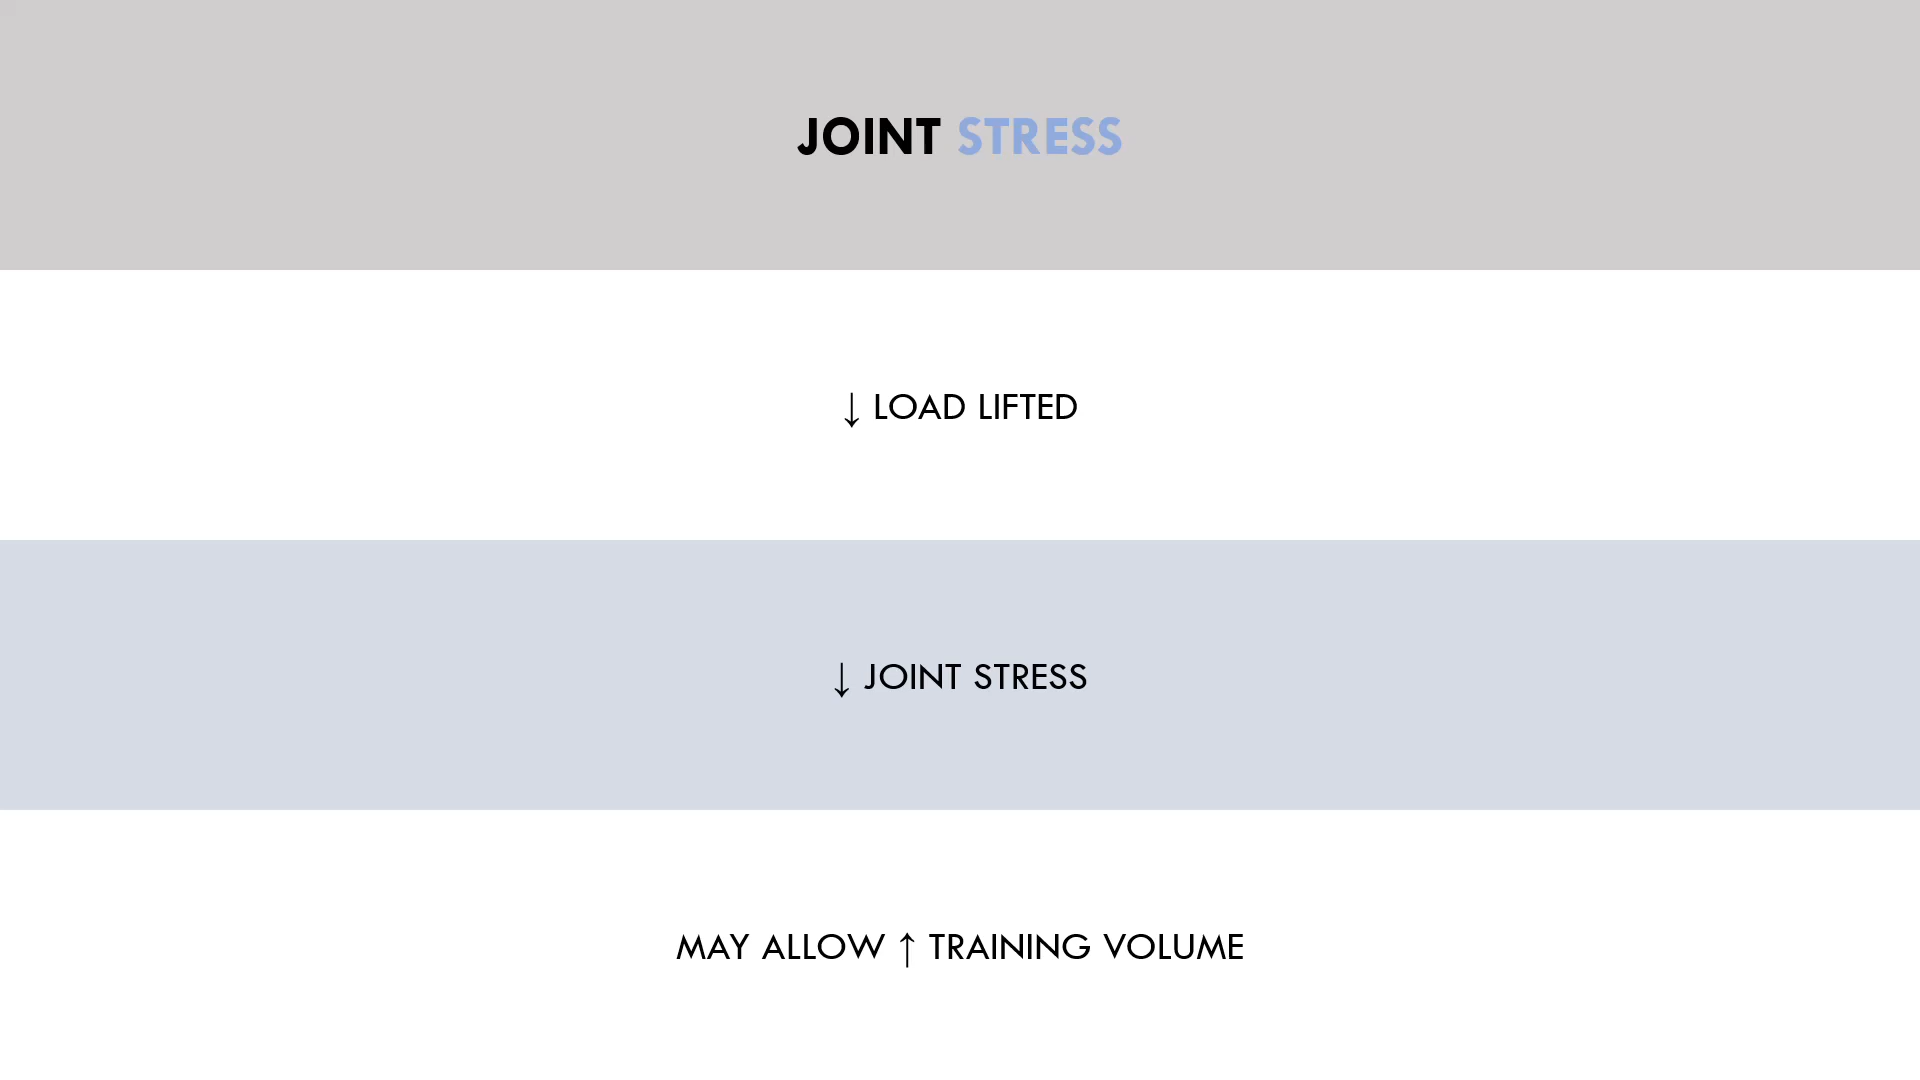 JOINT STRESS
↓ LOAD LIFTED
↓ JOINT STRESS
MAY ALLOW ↑ TRAINING VOLUME